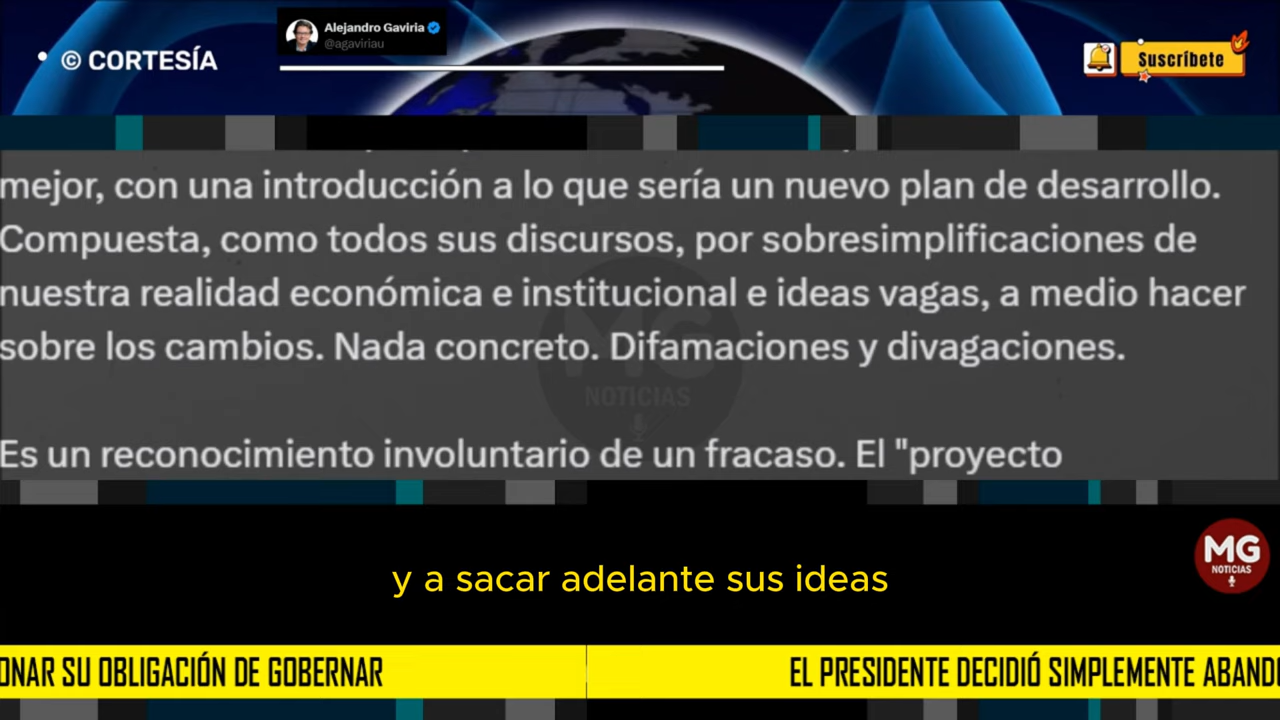 © CORTESÍA
Alejandro Gaviria
@agaviriau
Suscríbete
mejor, con una introducción a lo que sería un nuevo plan de desarrollo.
Compuesta, como todos sus discursos, por sobresimplificaciones de
nuestra realidad económica e institucional e ideas vagas, a medio hacer
sobre los cambios. Nada concreto. Difamaciones y divagaciones.
Es un reconocimiento involuntario de un fracaso. El "proyecto
MG
NOTICIAS
y a sacar adelante sus ideas
MG
NOTICIAS
ONAR SU OBLIGACIÓN DE GOBERNAR
EL PRESIDENTE DECIDIÓ SIMPLEMENTE ABAND